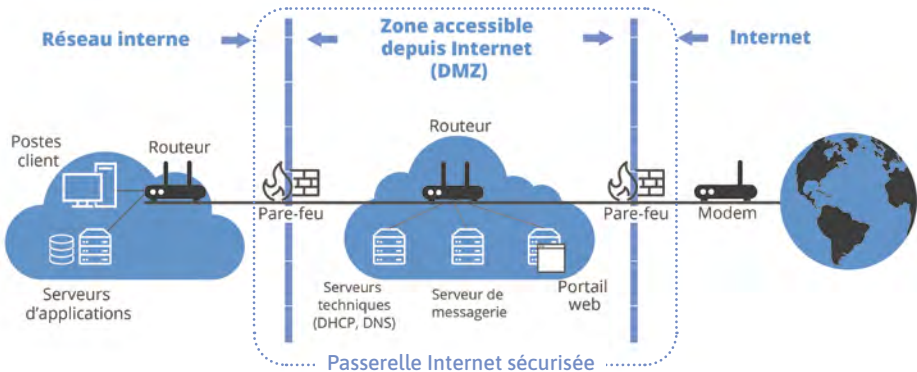 Réseau interne
Zone accessible
depuis Internet
(DMZ)
Internet
Postes
client
Routeur
Routeur
Pare-feu
Pare-feu
Modem
Serveurs
d'applications
Serveurs
techniques
(DHCP, DNS)
Serveur de
messagerie
Portail
web
Passerelle Internet sécurisée